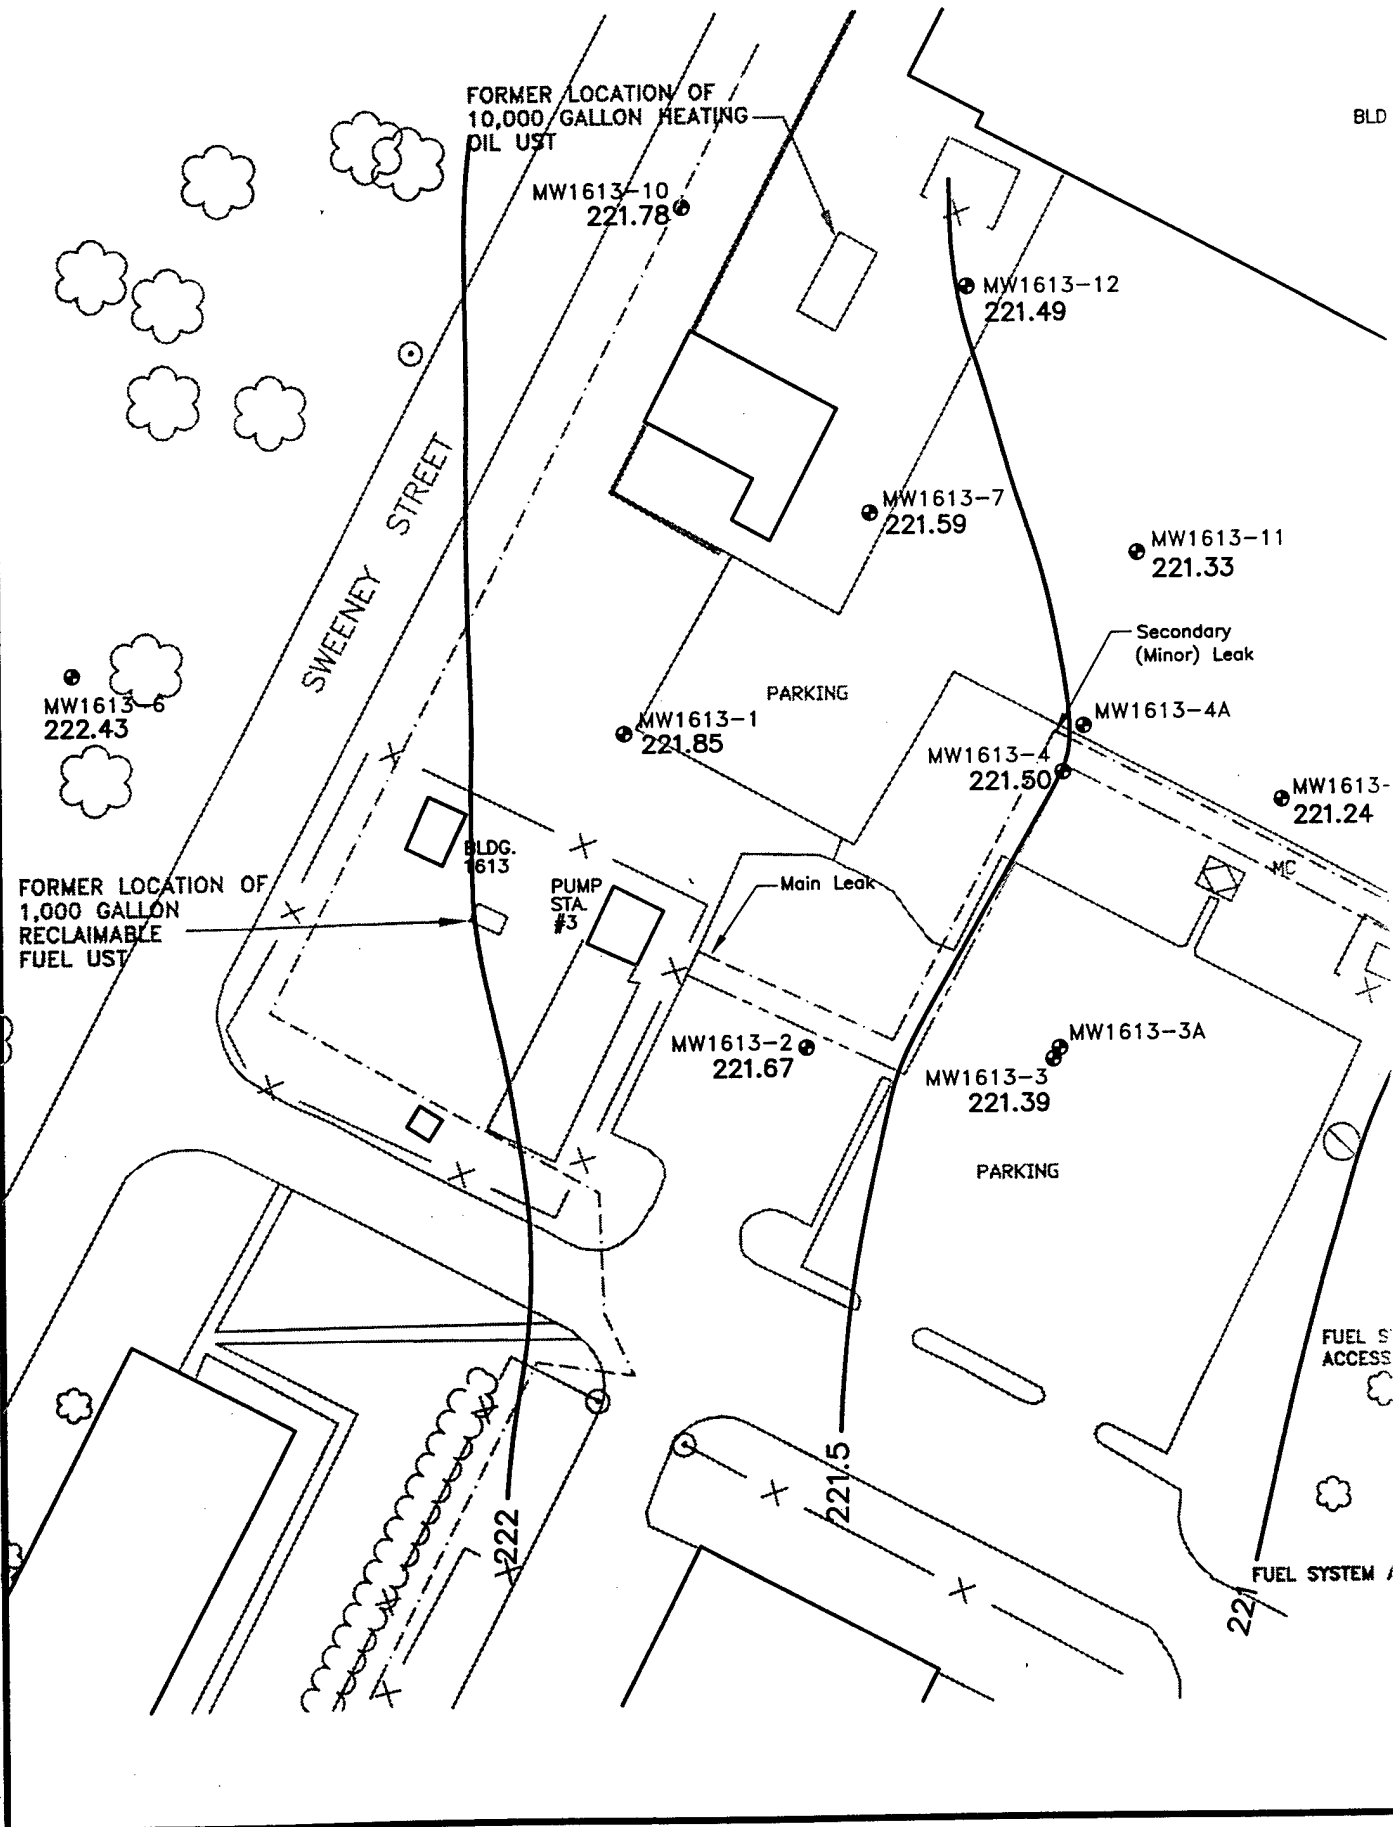 FORMER LOCATION OF
10,000 GALLON HEATING
OIL UST
BLD
MW1613-10
221.78
MW1613-12
221.49
SWEENEY STREET
MW1613-7
221.59
MW1613-11
221.33
Secondary
(Minor) Leak
MW1613-6
222.43
PARKING
MW1613-1
221.85
MW1613-4A
MW1613-4
221.50
MW1613-
221.24
BLDG.
1613
MC
FORMER LOCATION OF
1,000 GALLON
RECLAIMABLE
FUEL UST
PUMP
STA.
#3
Main Leak
MW1613-2
221.67
MW1613-3A
MW1613-3
221.39
PARKING
FUEL S
ACCESS
221.5
222
FUEL SYSTEM A
221